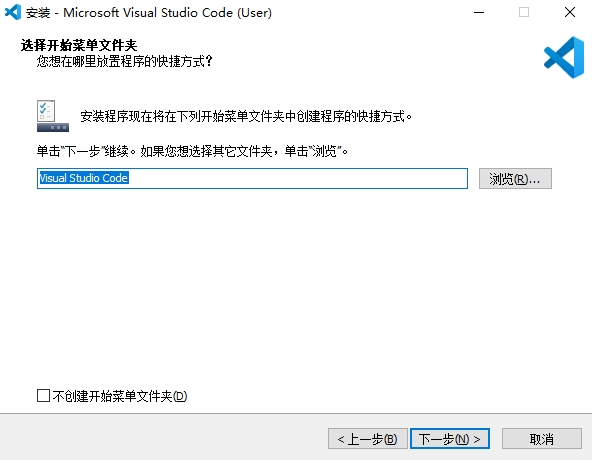 安装 - Microsoft Visual Studio Code (User)
选择开始菜单文件夹
您想在哪里放置程序的快捷方式？
安装程序现在将在下列开始菜单文件夹中创建程序的快捷方式。
单击“下一步”继续。如果您想选择其它文件夹，单击“浏览”。
Visual Studio Code
浏览(R)...
不创建开始菜单文件夹(D)
< 上一步(B) 下一步(N) > 取消